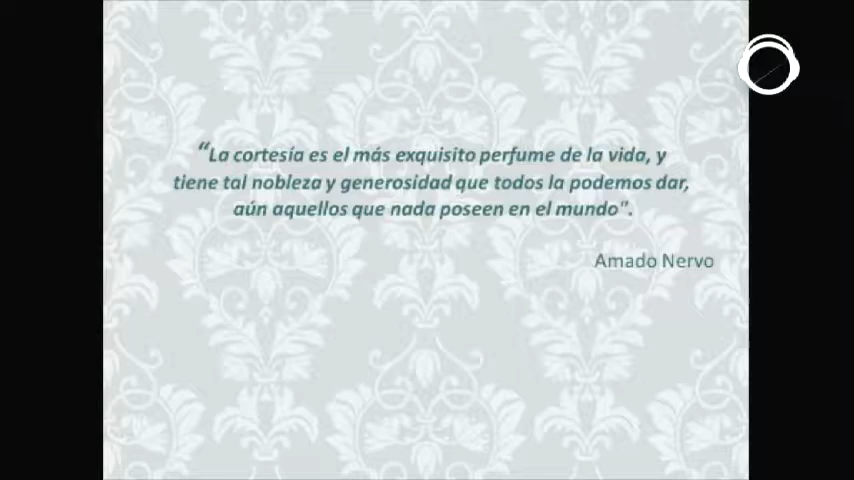 “La cortesía es el más exquisito perfume de la vida, y
tiene tal nobleza y generosidad que todos la podemos dar,
aún aquellos que nada poseen en el mundo".
Amado Nervo